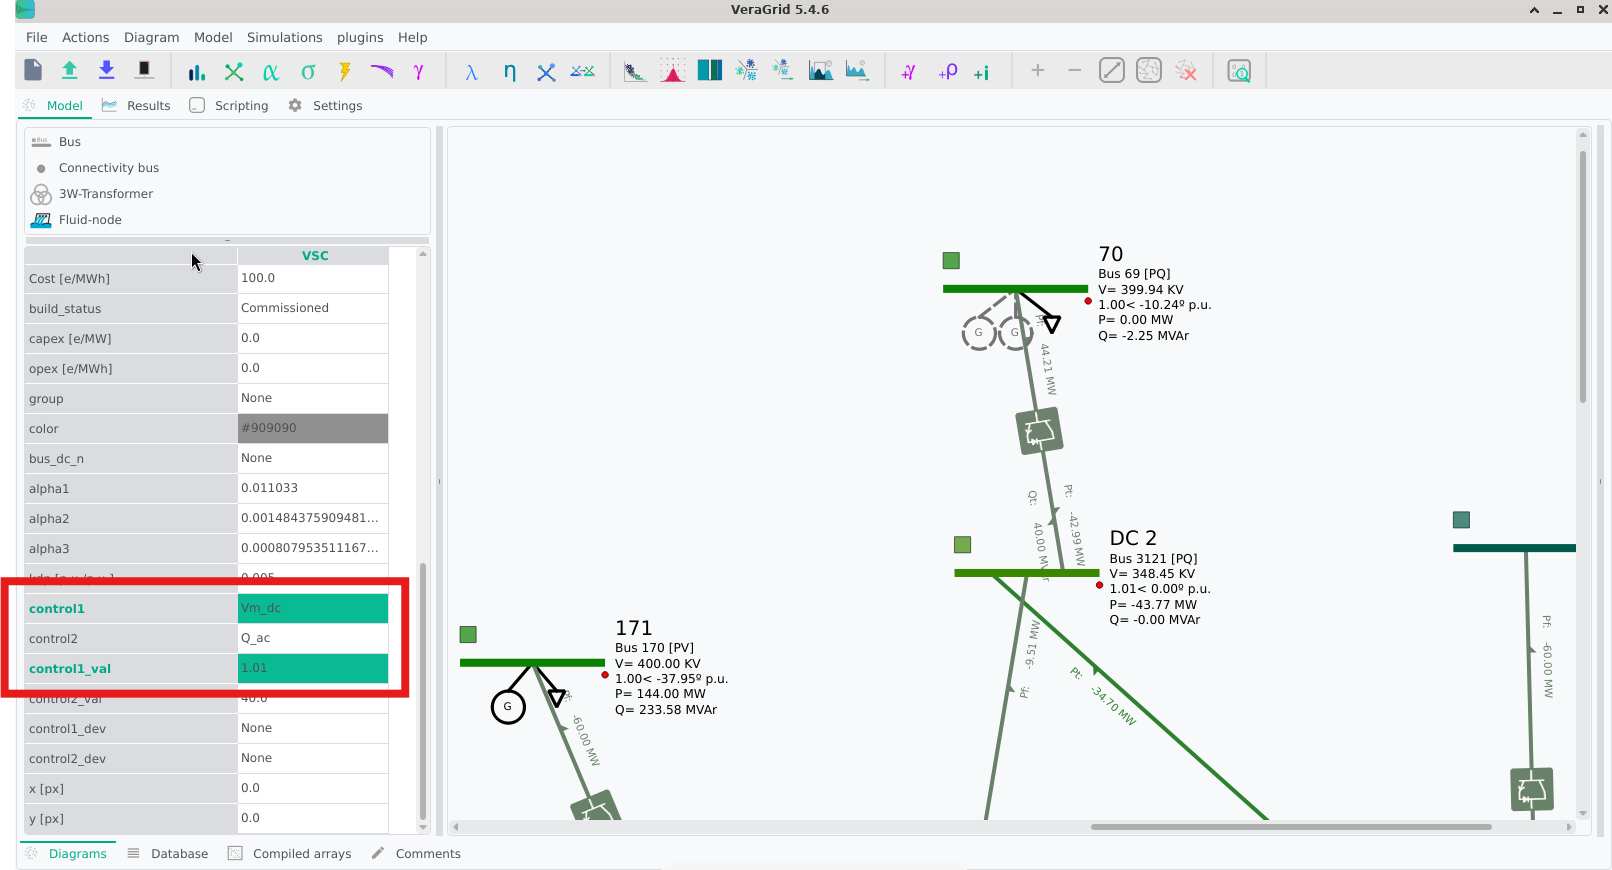 VeraGrid 5.4.6
File Actions Diagram Model Simulations plugins Help
Model Results Scripting Settings
Bus
Connectivity bus
3W-Transformer
Fluid-node
VSC
Cost [e/MWh] 100.0
build_status Commissioned
capex [e/MW] 0.0
opex [e/MWh] 0.0
group None
color #909090
bus_dc_n None
alpha1 0.011033
alpha2 0.001484375909481...
alpha3 0.000807953511167...
0.005
control1 Vm_dc
control2 Q_ac
control1_val 1.01
control2_val 40.0
control1_dev None
control2_dev None
x [px] 0.0
y [px] 0.0
70
Bus 69 [PQ]
V= 399.94 KV
1.00< -10.24º p.u.
P= 0.00 MW
Q= -2.25 MVAr
G G
Pf: 44.21 MW
Qt: 40.00 MVAr
Pt: -42.99 MW
DC 2
Bus 3121 [PQ]
V= 348.45 KV
1.01< 0.00º p.u.
P= -43.77 MW
Q= -0.00 MVAr
Pf: -9.51 MW
Pt: -34.70 MW
171
Bus 170 [PV]
V= 400.00 KV
1.00< -37.95º p.u.
P= 144.00 MW
Q= 233.58 MVAr
G
Pf: -60.00 MW
Pf: -60.00 MW
Diagrams Database Compiled arrays Comments